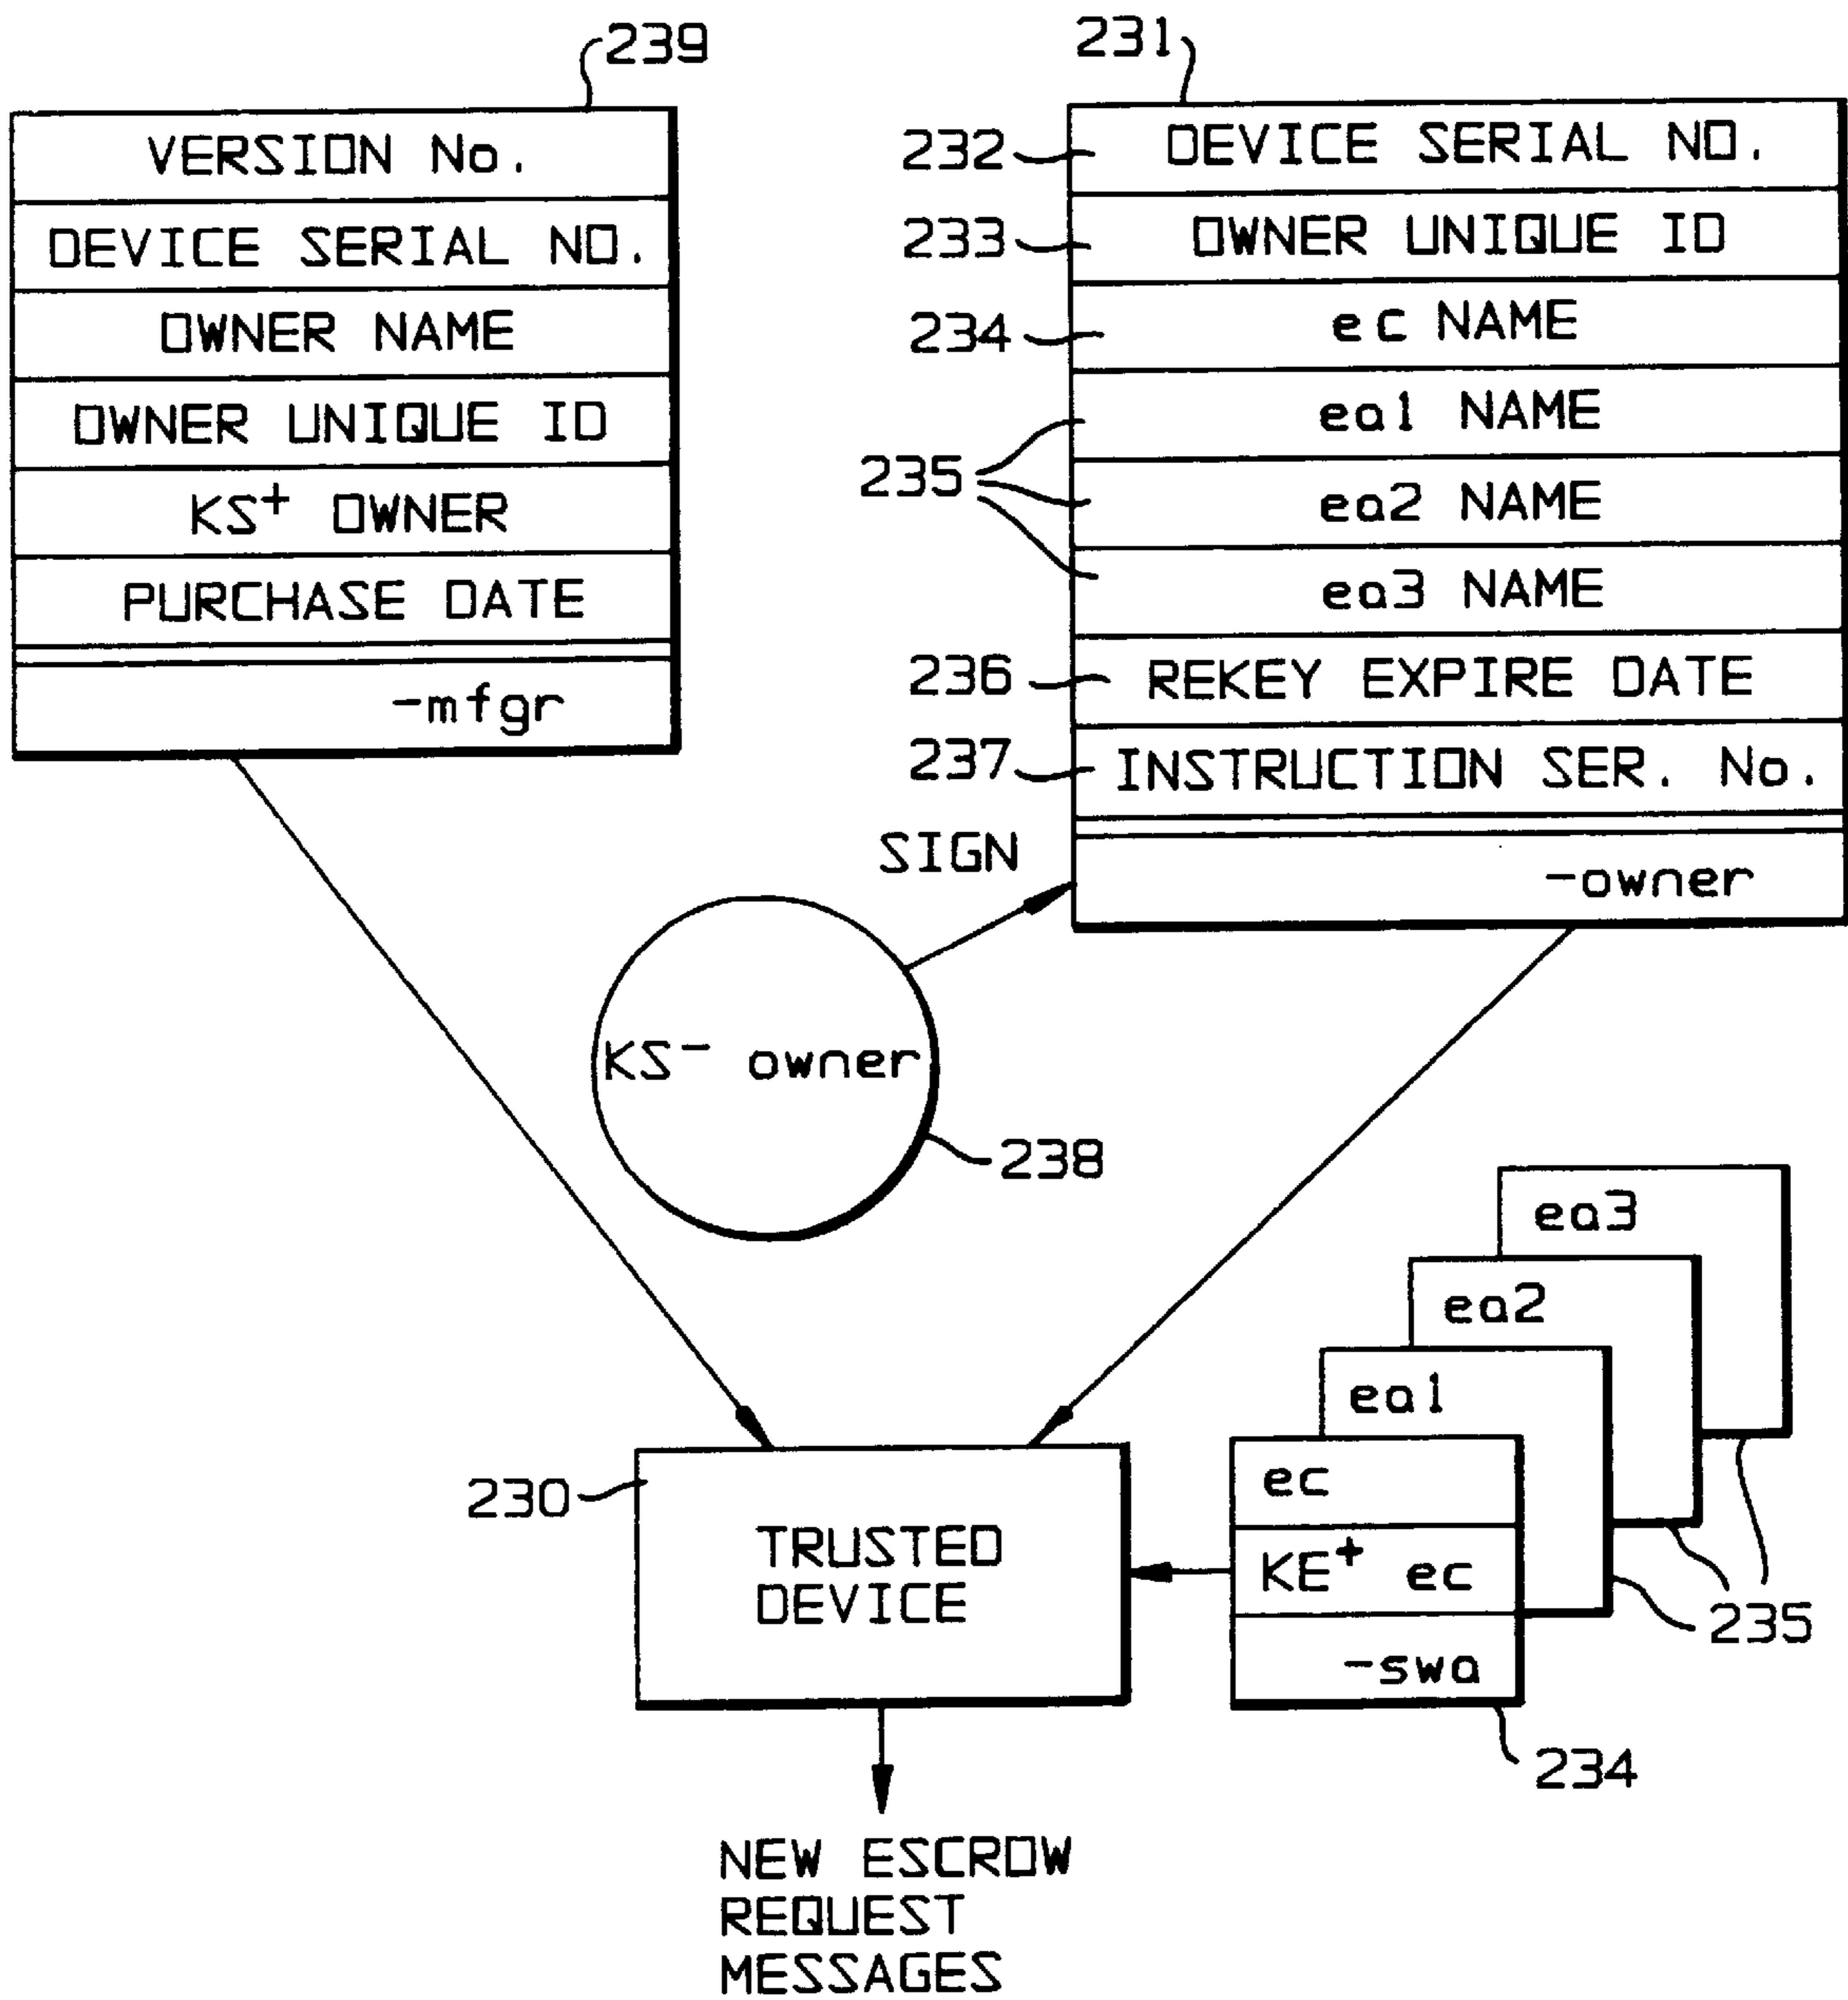 239
VERSION No.
DEVICE SERIAL NO.
OWNER NAME
OWNER UNIQUE ID
KS+ OWNER
PURCHASE DATE
-mfgr
231
232 DEVICE SERIAL NO.
233 OWNER UNIQUE ID
234 ec NAME
235
ea1 NAME
ea2 NAME
ea3 NAME
236 REKEY EXPIRE DATE
237 INSTRUCTION SER. No.
SIGN
-owner
KS- owner
238
ea3
ea2
ea1
ec
KE+ ec
-swa
235
234
230
TRUSTED
DEVICE
NEW ESCROW
REQUEST
MESSAGES